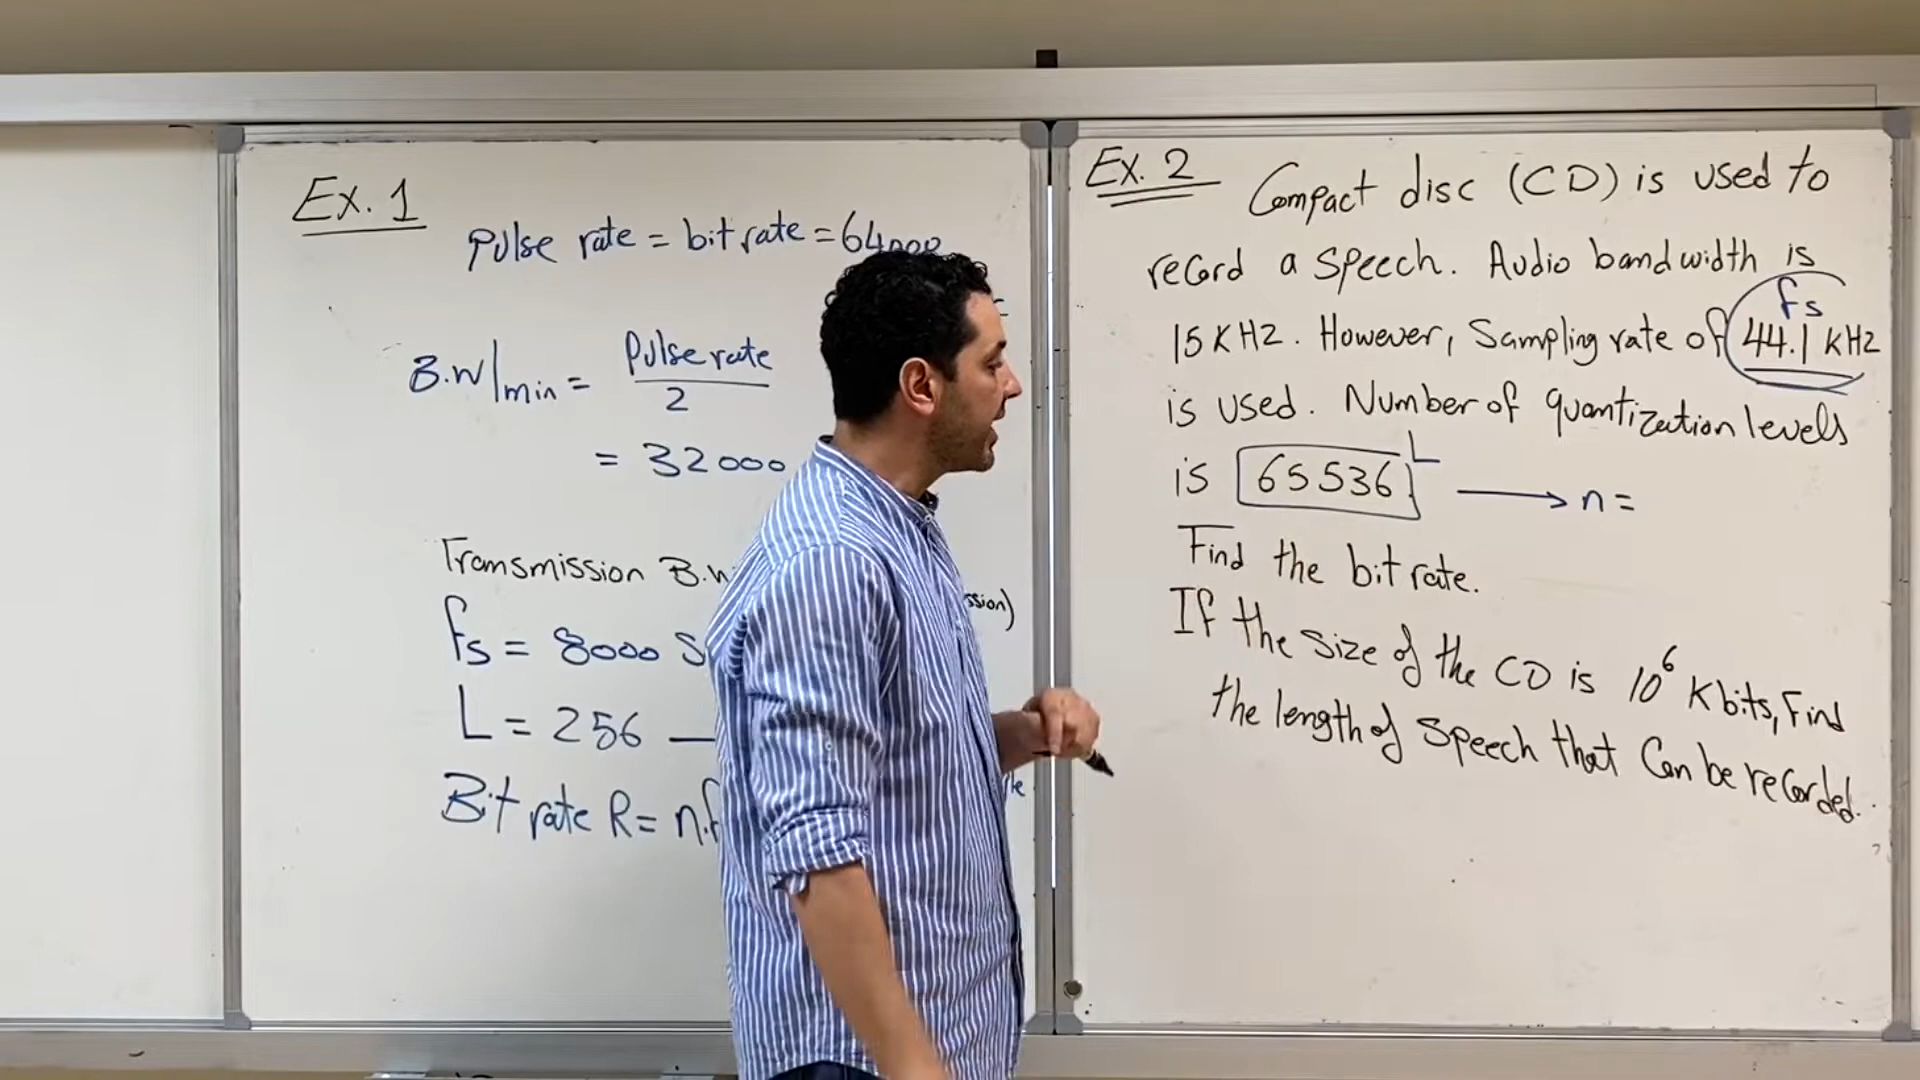 Ex. 1
Pulse rate = bit rate = 64000
B.W|min = Pulse rate
2
= 32000
Transmission B.W
ssion)
fs = 8000 S
L = 256
Bit rate R = n.f
Ex. 2 Compact disc (CD) is used to
record a speech. Audio bandwidth is
fs
15 KHz. However, Sampling rate of 44.1 kHz
is used. Number of quantization levels
L
is 65536 → n =
Find the bit rate.
If the size of the CD is 10⁶ Kbits, Find
the length of speech that can be recorded.